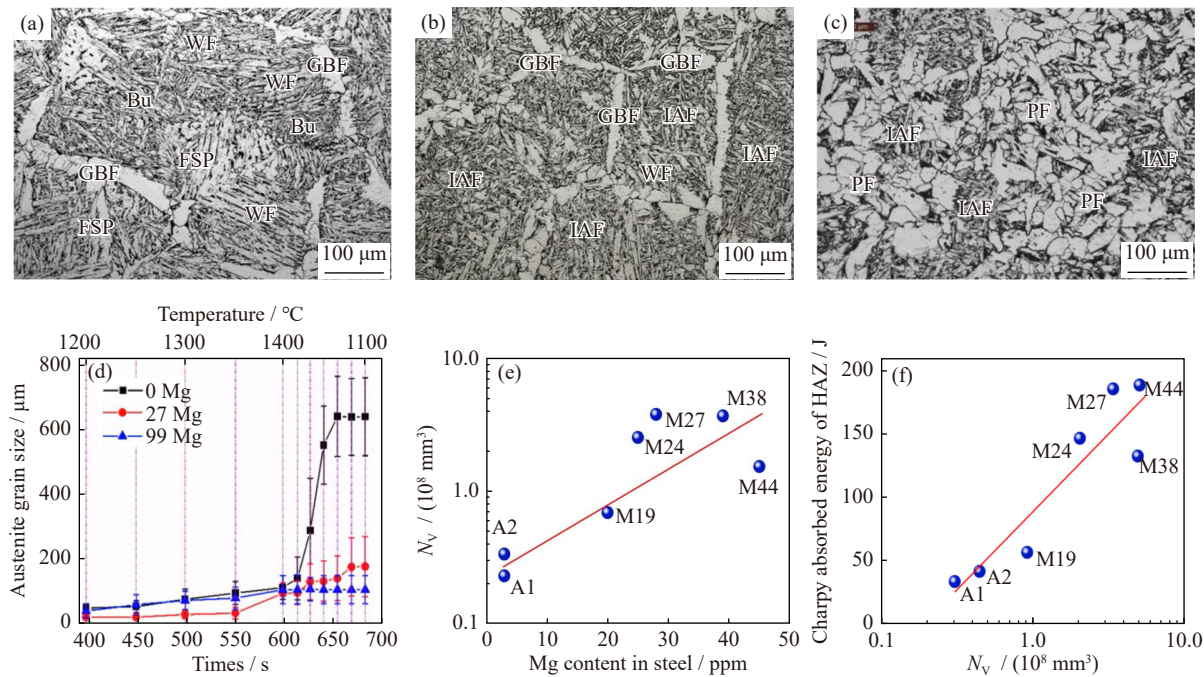 (a)
WF
GBF
WF
Bu
Bu
FSP
GBF
WF
FSP
100 μm
(b)
GBF
GBF
GBF
IAF
IAF
WF
IAF
IAF
100 μm
(c)
IAF
IAF
PF
PF
IAF
100 μm
Temperature / °C
1200 1300 1400 1100
(d)
0 Mg
27 Mg
99 Mg
Austenite grain size / μm
800
600
400
200
0
400 450 500 550 600 650 700
Times / s
(e)
N_V / (10⁸ mm³)
10.0
1.0
0.1
M38
M27
M24
M44
M19
A2
A1
0 10 20 30 40 50
Mg content in steel / ppm
(f)
Charpy absorbed energy of HAZ / J
200
150
100
50
0
M44
M27
M24
M38
M19
A2
A1
0.1 1.0 10.0
N_V / (10⁸ mm³)